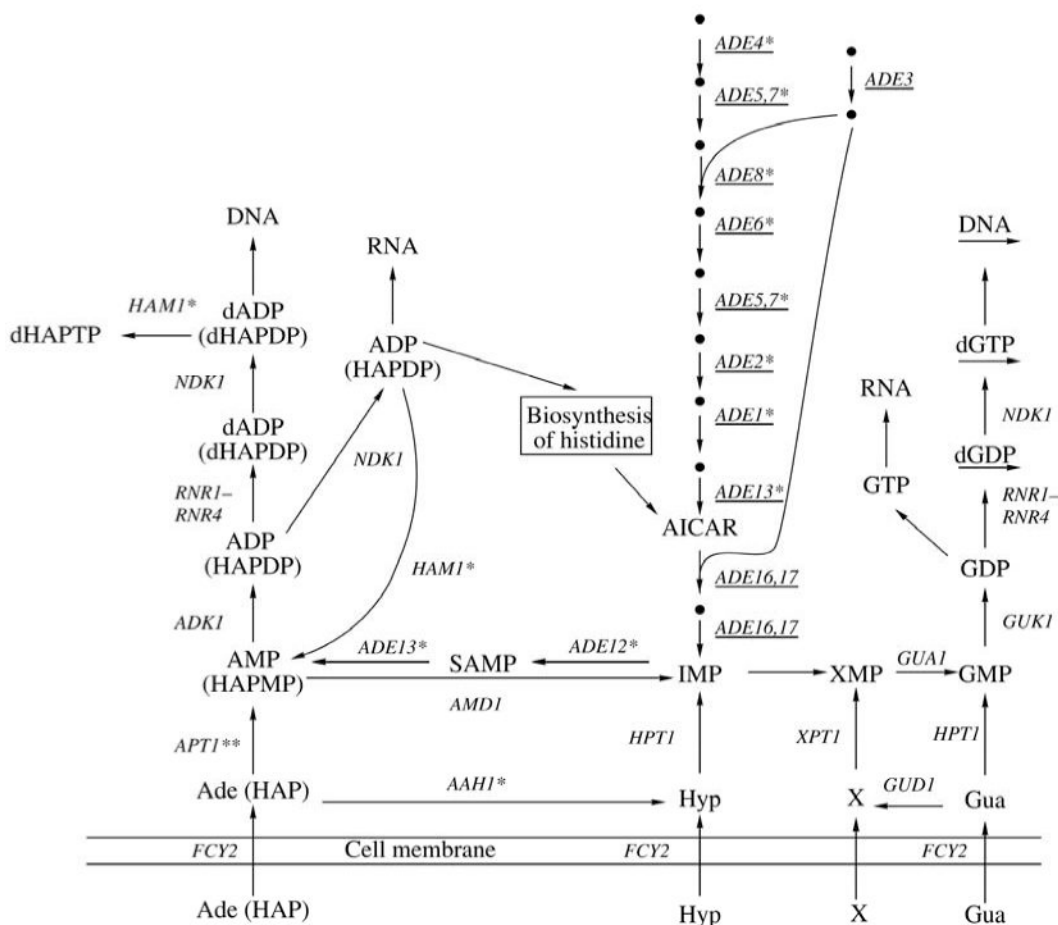 ADE4*
ADE3
ADE5,7*
ADE8*
DNA
ADE6*
DNA
RNA
HAM1*
dADP
ADE5,7*
dHAPTP
(dHAPDP)
ADP
dGTP
(HAPDP)
ADE2*
RNA
NDK1
NDK1
Biosynthesis
of histidine
ADE1*
dADP
(dHAPDP)
NDK1
dGDP
GTP
RNR1–
RNR4
ADE13*
RNR1–
RNR4
AICAR
ADP
(HAPDP)
HAM1*
ADE16,17
GDP
ADK1
ADE16,17
GUK1
AMP
(HAPMP)
ADE13*
SAMP
ADE12*
IMP
XMP
GUA1
GMP
AMD1
APT1**
HPT1
XPT1
HPT1
Ade (HAP)
AAH1*
Hyp
X
GUD1
Gua
FCY2
Cell membrane
FCY2
FCY2
Ade (HAP)
Hyp
X
Gua